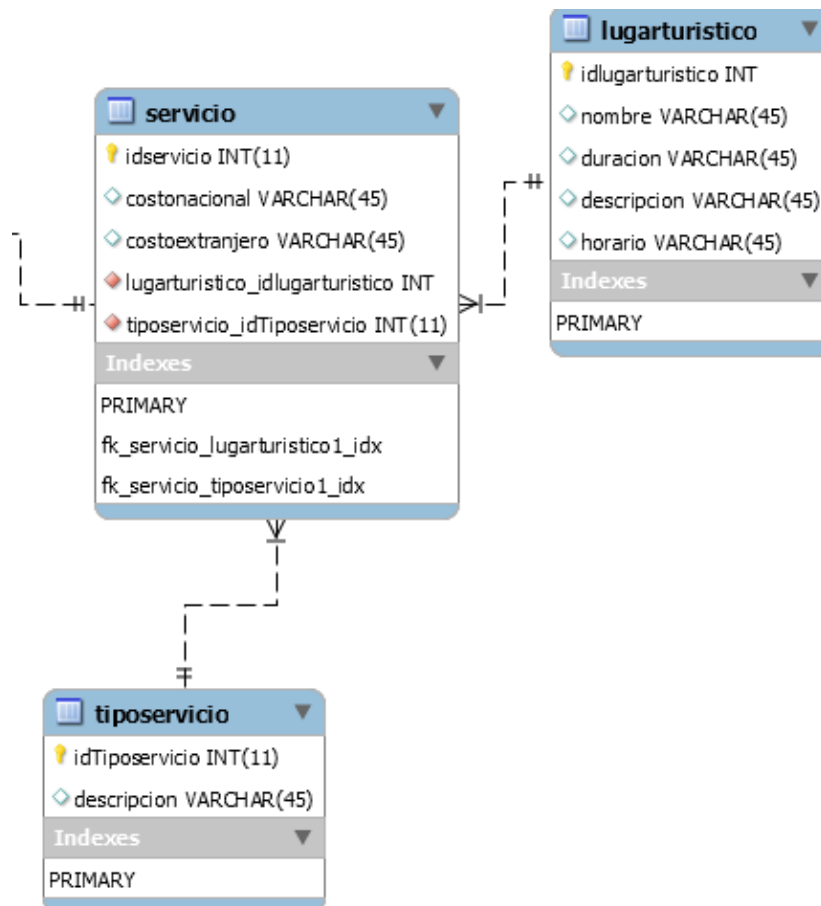 servicio
idservicio INT(11)
costonacional VARCHAR(45)
costoextranjero VARCHAR(45)
lugarturistico_idlugarturistico INT
tiposervicio_idTiposervicio INT(11)
Indexes
PRIMARY
fk_servicio_lugarturistico1_idx
fk_servicio_tiposervicio1_idx
lugarturistico
idlugarturistico INT
nombre VARCHAR(45)
duracion VARCHAR(45)
descripcion VARCHAR(45)
horario VARCHAR(45)
Indexes
PRIMARY
tiposervicio
idTiposervicio INT(11)
descripcion VARCHAR(45)
Indexes
PRIMARY